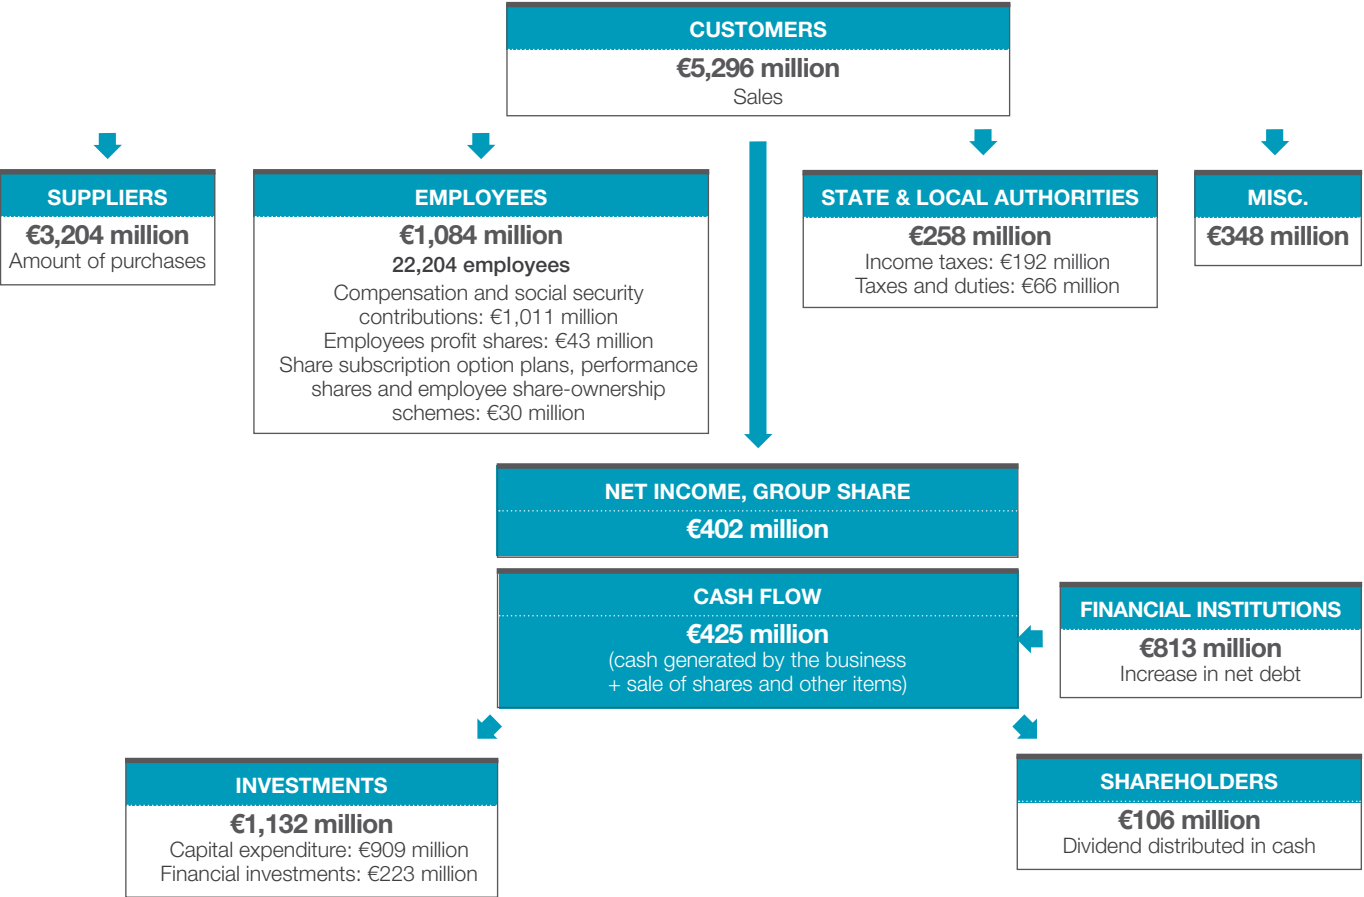 CUSTOMERS
€5,296 million
Sales
SUPPLIERS
€3,204 million
Amount of purchases
EMPLOYEES
€1,084 million
22,204 employees
Compensation and social security
contributions: €1,011 million
Employees profit shares: €43 million
Share subscription option plans, performance
shares and employee share-ownership
schemes: €30 million
STATE & LOCAL AUTHORITIES
€258 million
Income taxes: €192 million
Taxes and duties: €66 million
MISC.
€348 million
NET INCOME, GROUP SHARE
€402 million
CASH FLOW
€425 million
(cash generated by the business
+ sale of shares and other items)
FINANCIAL INSTITUTIONS
€813 million
Increase in net debt
INVESTMENTS
€1,132 million
Capital expenditure: €909 million
Financial investments: €223 million
SHAREHOLDERS
€106 million
Dividend distributed in cash